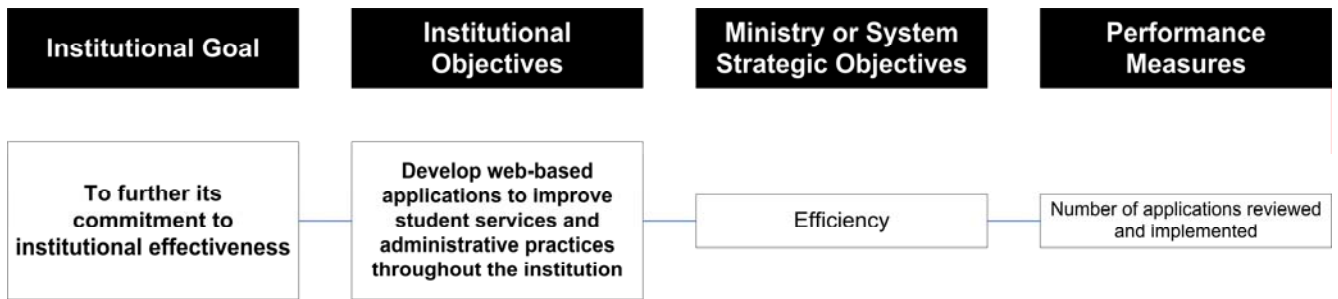 Institutional Goal
Institutional
Objectives
Ministry or System
Strategic Objectives
Performance
Measures
To further its
commitment to
institutional effectiveness
Develop web-based
applications to improve
student services and
administrative practices
throughout the institution
Efficiency
Number of applications reviewed
and implemented